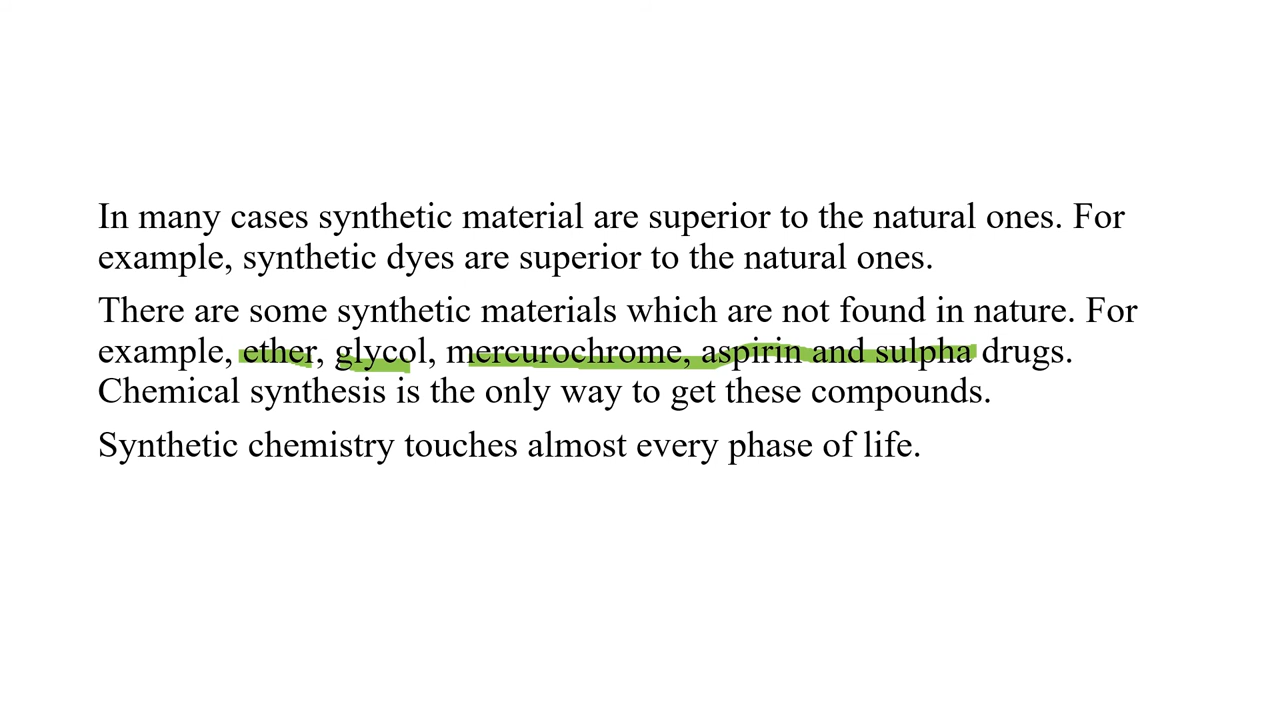 In many cases synthetic material are superior to the natural ones. For
example, synthetic dyes are superior to the natural ones.
There are some synthetic materials which are not found in nature. For
example, ether, glycol, mercurochrome, aspirin and sulpha drugs.
Chemical synthesis is the only way to get these compounds.
Synthetic chemistry touches almost every phase of life.